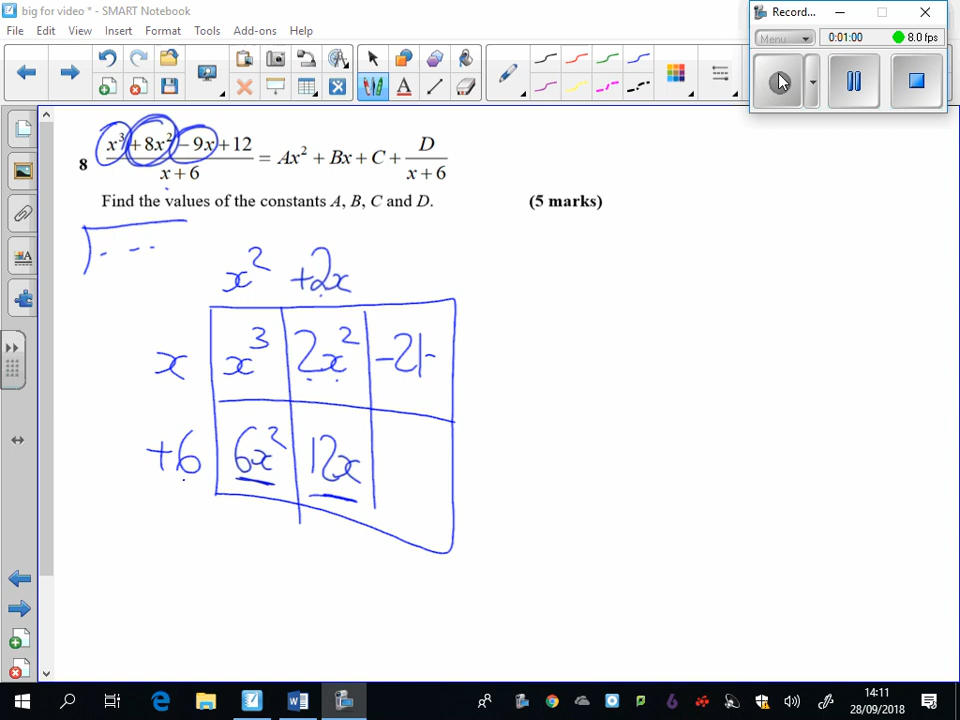 big for video * - SMART Notebook
File Edit View Insert Format Tools Add-ons Help
Record...
Menu 0:01:00 8.0 fps
8 (x³ + 8x² − 9x + 12)/(x + 6) = Ax² + Bx + C + D/(x + 6)
Find the values of the constants A, B, C and D. (5 marks)
x² +2x
x x³ 2x² -21
+6 6x² 12x
14:11
28/09/2018